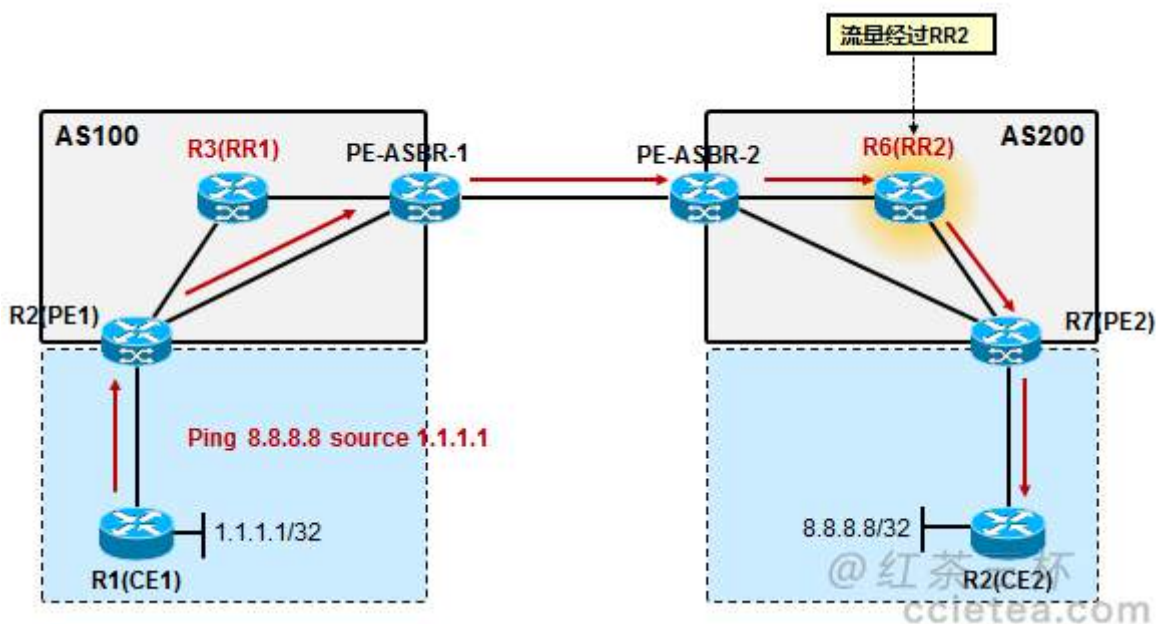 流量经过RR2
AS100
R3(RR1)
PE-ASBR-1
PE-ASBR-2
R6(RR2)
AS200
R2(PE1)
R7(PE2)
Ping 8.8.8.8 source 1.1.1.1
1.1.1.1/32
8.8.8.8/32
R1(CE1)
R2(CE2)
@红茶一杯
ccietea.com